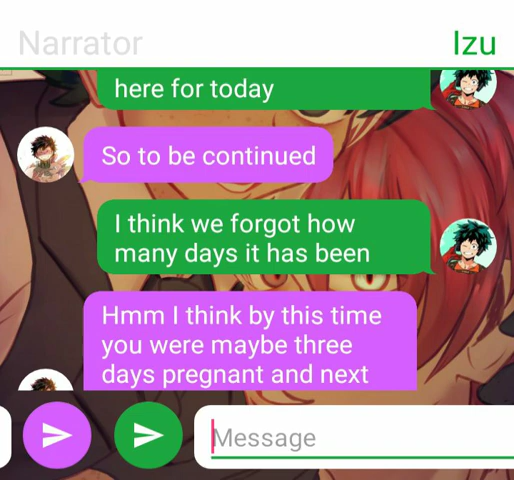 Narrator
Izu
here for today
So to be continued
I think we forgot how
many days it has been
Hmm I think by this time
you were maybe three
days pregnant and next
Message